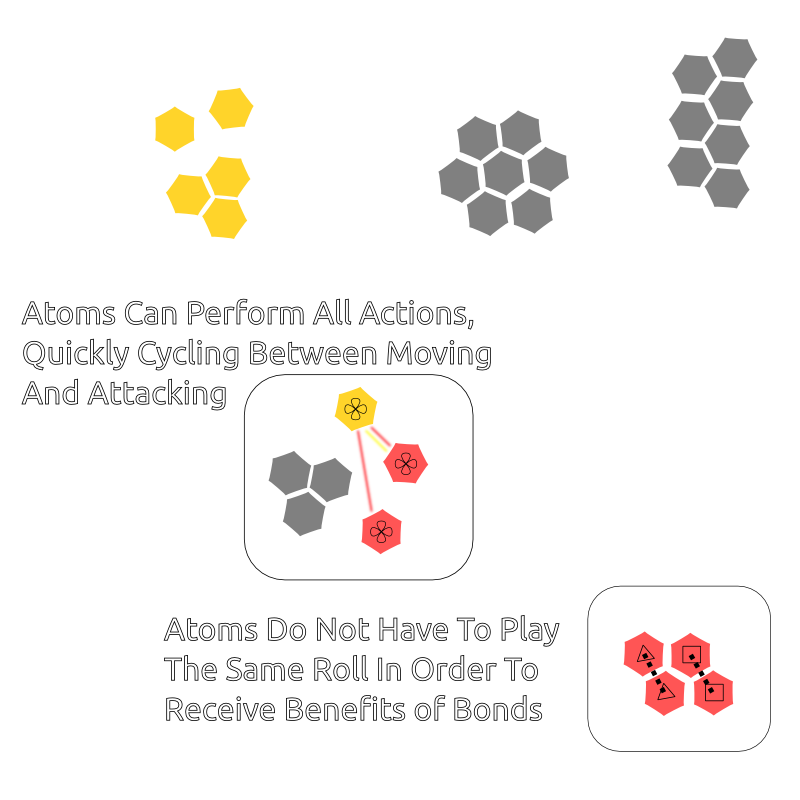 Atoms Can Perform All Actions,
Quickly Cycling Between Moving
And Attacking
Atoms Do Not Have To Play
The Same Roll In Order To
Receive Benefits of Bonds